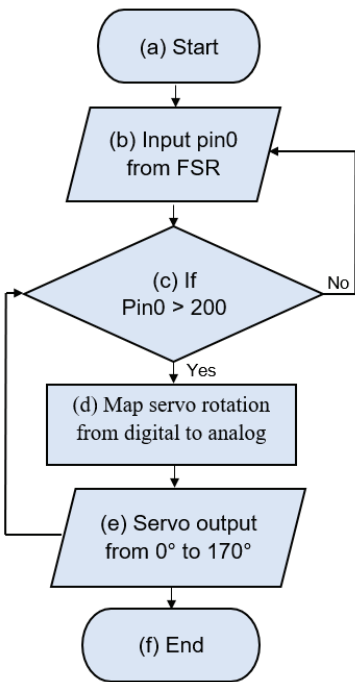 (a) Start
(b) Input pin0
from FSR
(c) If
Pin0 > 200
No
Yes
(d) Map servo rotation
from digital to analog
(e) Servo output
from 0° to 170°
(f) End